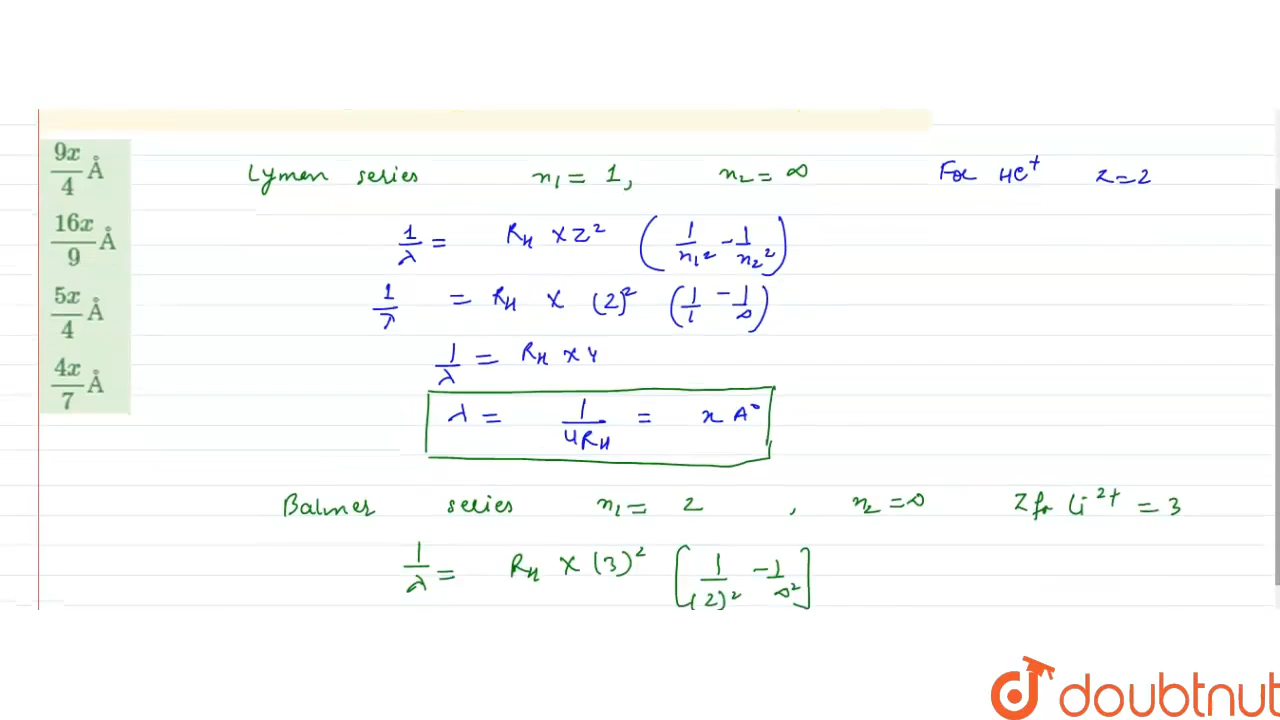 9x/4 Å
16x/9 Å
5x/4 Å
4x/7 Å
Lymen series n₁ = 1, n₂ = ∞ For He⁺ z = 2
1/λ = R_H × Z² (1/n₁² - 1/n₂²)
1/λ = R_H × (2)² (1/1 - 1/∞)
1/λ = R_H × 4
λ = 1/4R_H = x A°
Balmer series n₁ = 2, n₂ = ∞ Z for Li²⁺ = 3
1/λ = R_H × (3)² [1/(2)² - 1/∞²]
doubtnut